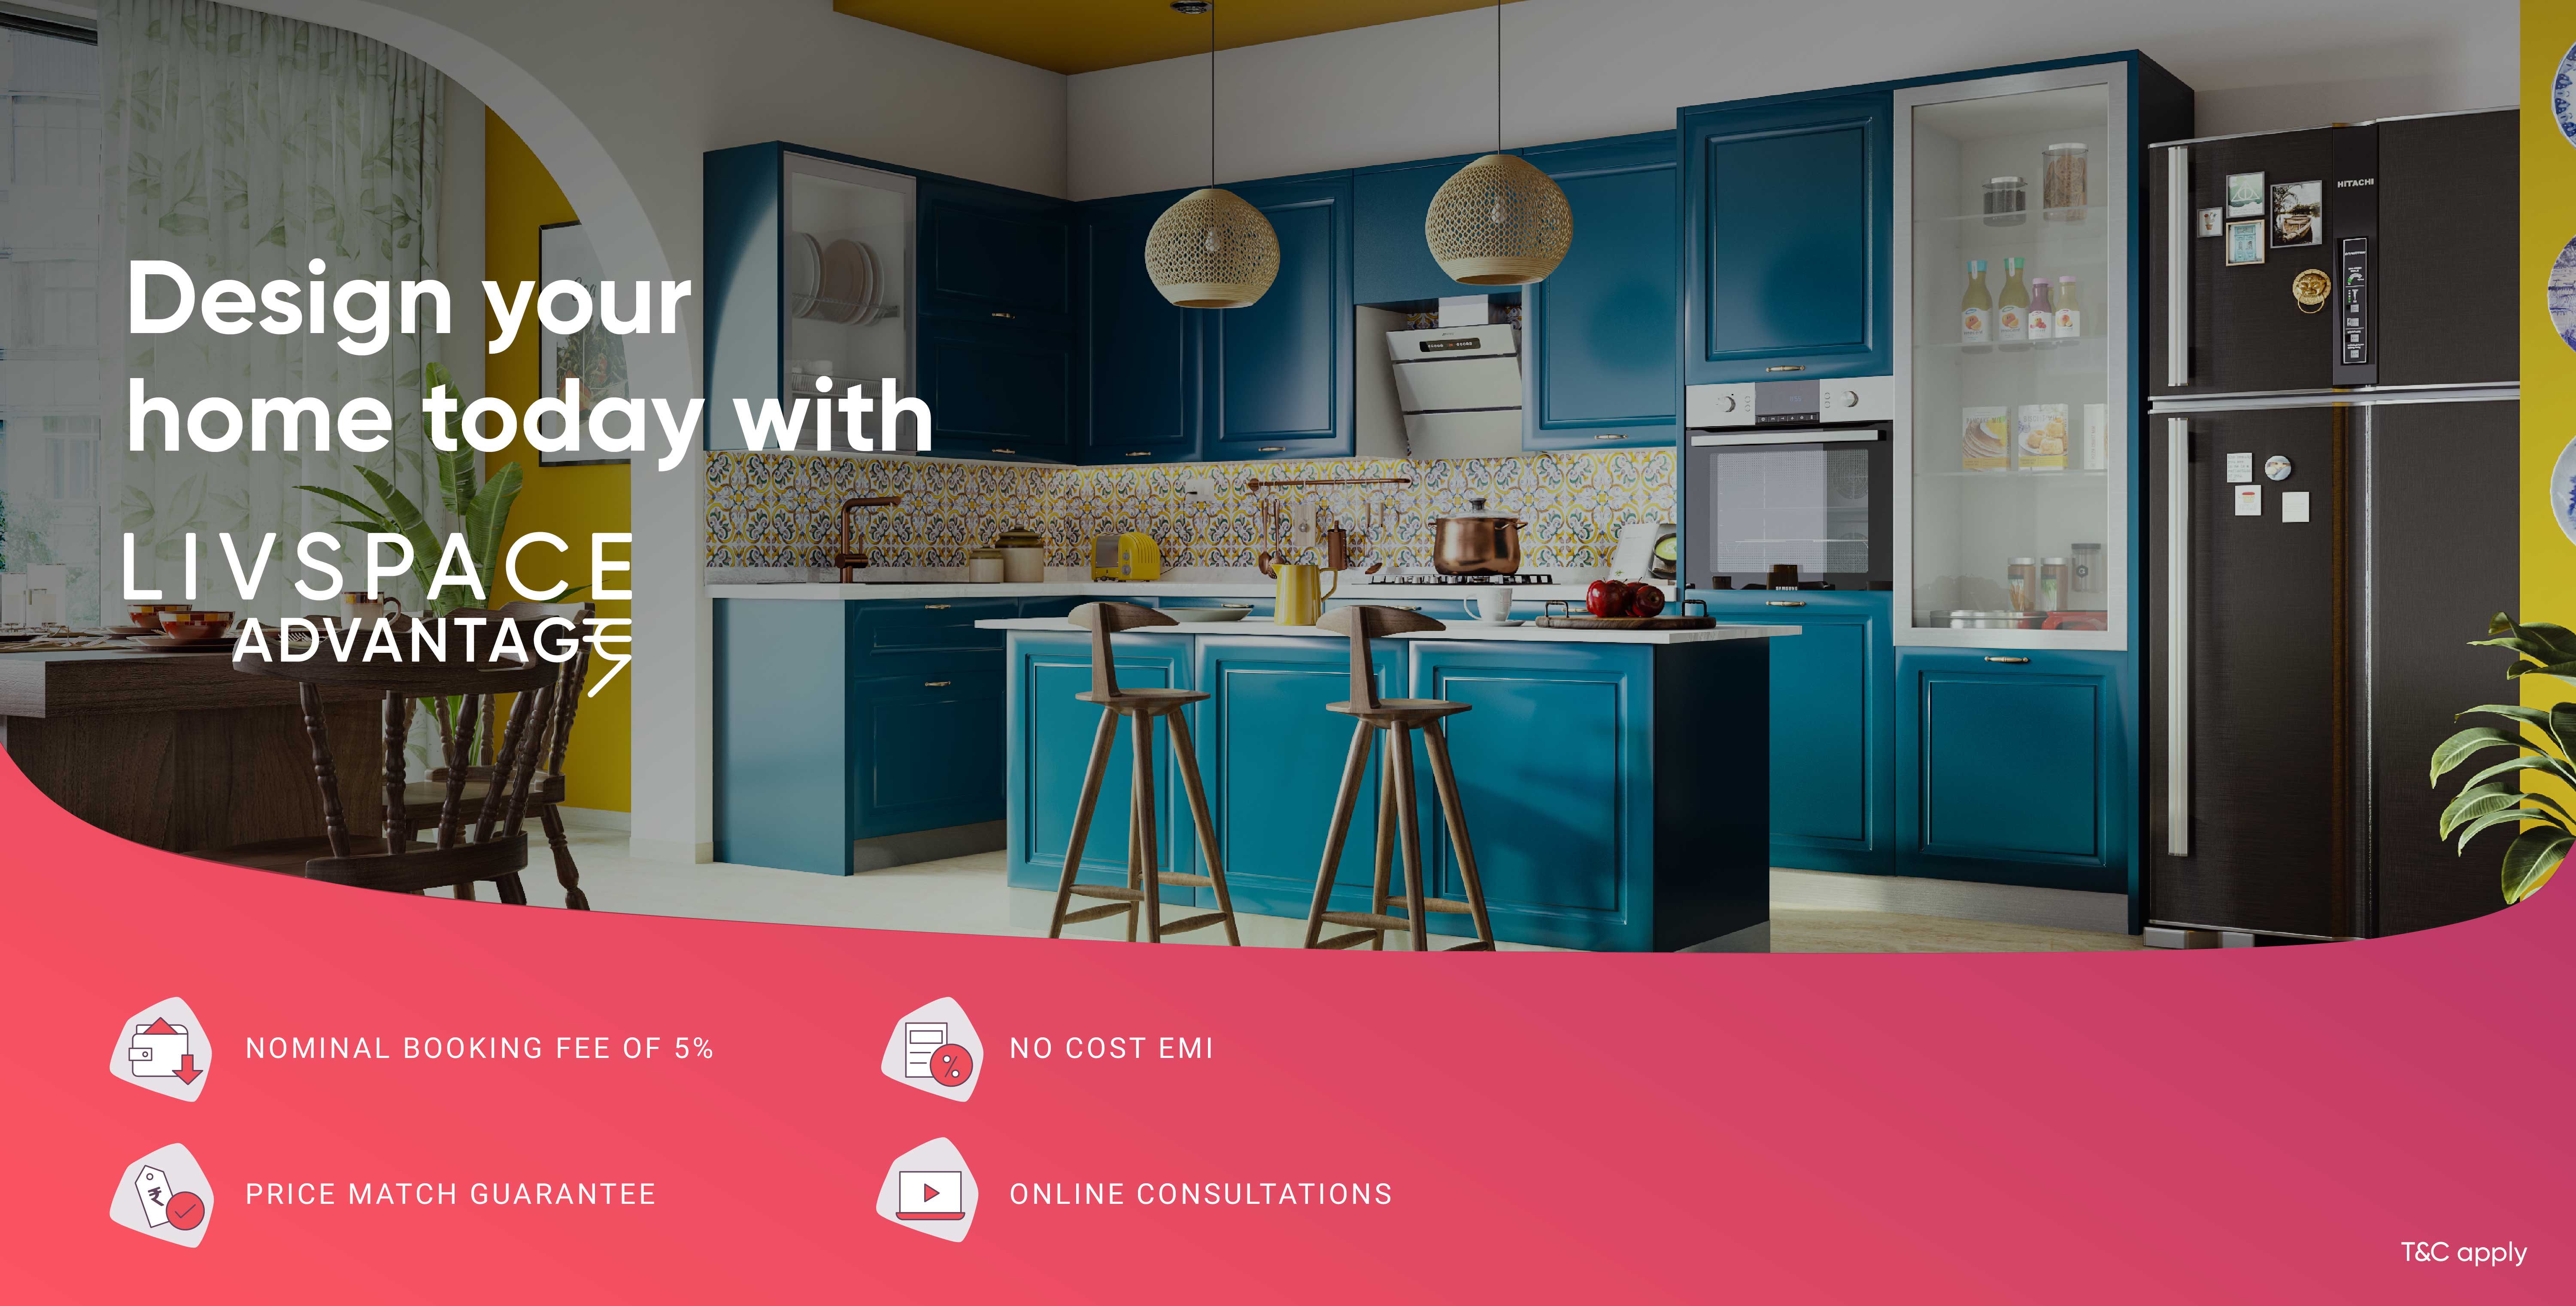 Design your
home today with
LIVSPACE
ADVANTAGE
HITACHI
NOMINAL BOOKING FEE OF 5%
NO COST EMI
PRICE MATCH GUARANTEE
ONLINE CONSULTATIONS
T&C apply